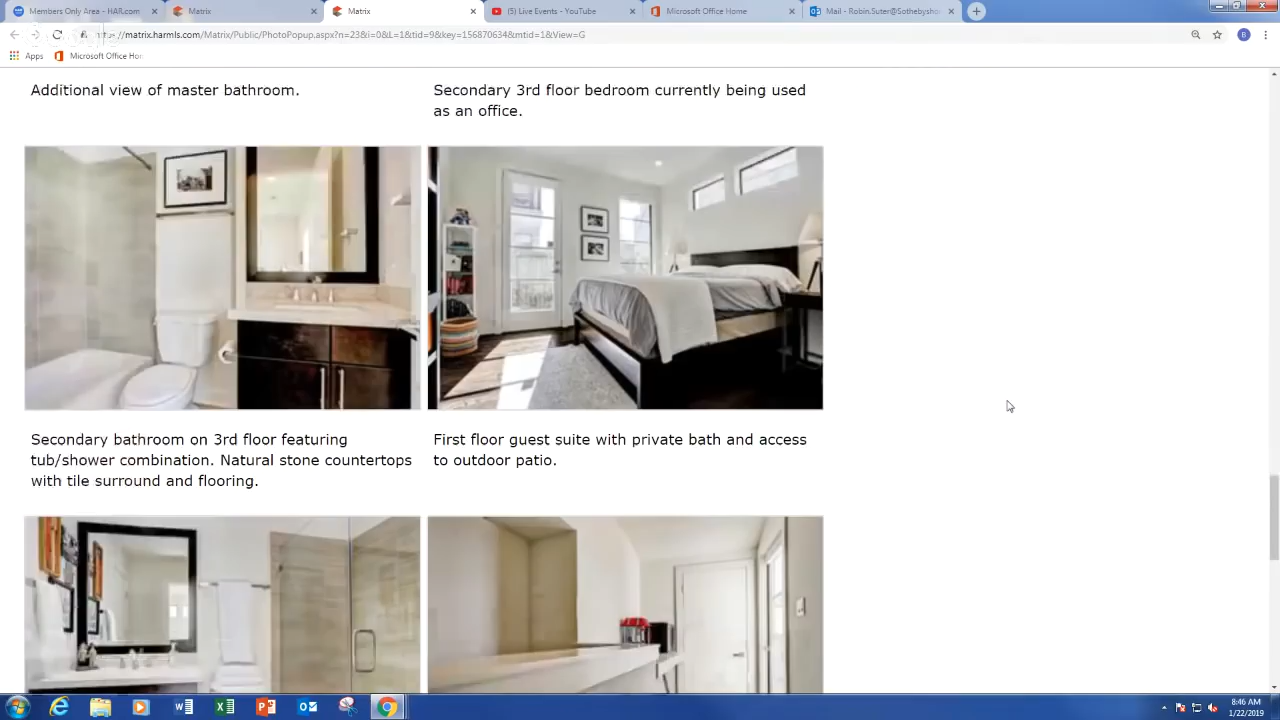 Members Only Area - HAR.com
Matrix
Matrix
(5) Live Events - YouTube
Microsoft Office Home
Mail - Robin.Suter@Sothebysho
https://matrix.harmls.com/Matrix/Public/PhotoPopup.aspx?n=23&i=0&L=1&tid=9&key=156870634&mtid=1&View=G
B
Apps
Microsoft Office Ho
Additional view of master bathroom.
Secondary 3rd floor bedroom currently being used
as an office.
Secondary bathroom on 3rd floor featuring
tub/shower combination. Natural stone countertops
with tile surround and flooring.
First floor guest suite with private bath and access
to outdoor patio.
8:46 AM
1/22/2019